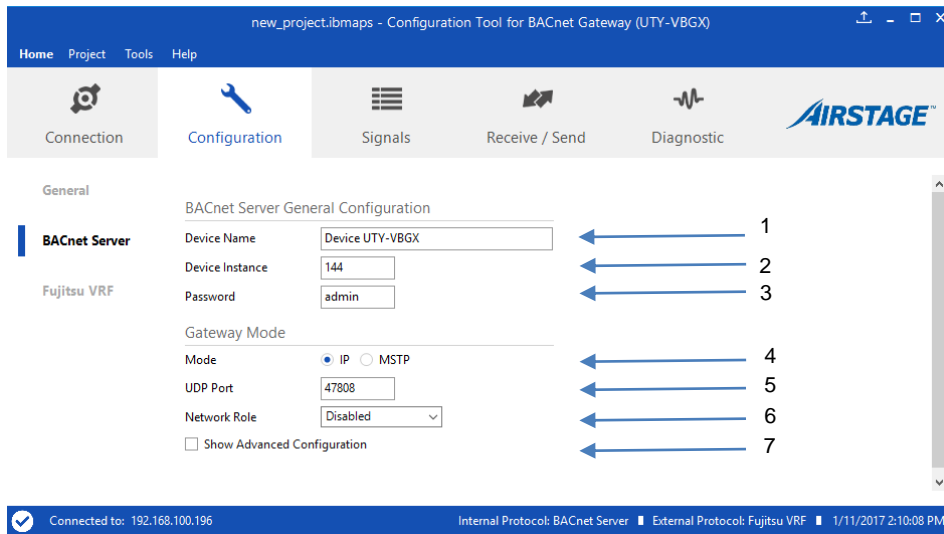 new_project.ibmaps - Configuration Tool for BACnet Gateway (UTY-VBGX)
Home Project Tools Help
Connection Configuration Signals Receive / Send Diagnostic AIRSTAGE™
General
BACnet Server General Configuration
BACnet Server Device Name Device UTY-VBGX 1
Device Instance 144 2
Fujitsu VRF Password admin 3
Gateway Mode
Mode IP MSTP 4
UDP Port 47808 5
Network Role Disabled 6
Show Advanced Configuration 7
Connected to: 192.168.100.196 Internal Protocol: BACnet Server External Protocol: Fujitsu VRF 1/11/2017 2:10:08 PM